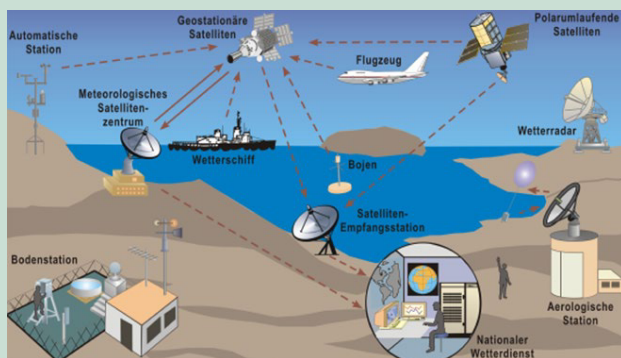 Automatische
Station
Geostationäre
Satelliten
Polarumlaufende
Satelliten
Flugzeug
Meteorologisches
Satelliten-
zentrum
Wetterradar
Wetterschiff
Bojen
Satelliten-
Empfangsstation
Bodenstation
Aerologische
Station
Nationaler
Wetterdienst